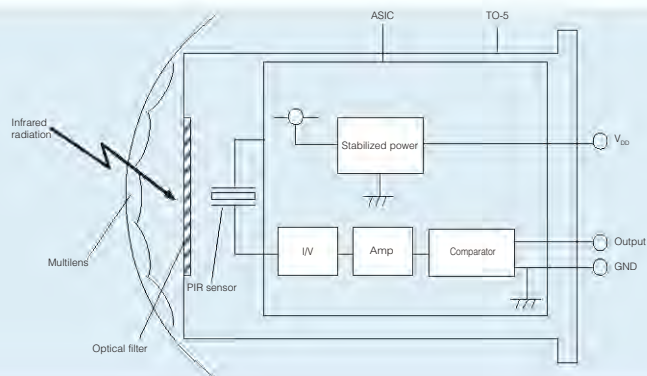 ASIC
TO-5
Infrared
radiation
Stabilized power
V_DD
I/V
Amp
Comparator
Output
GND
Multilens
PIR sensor
Optical filter